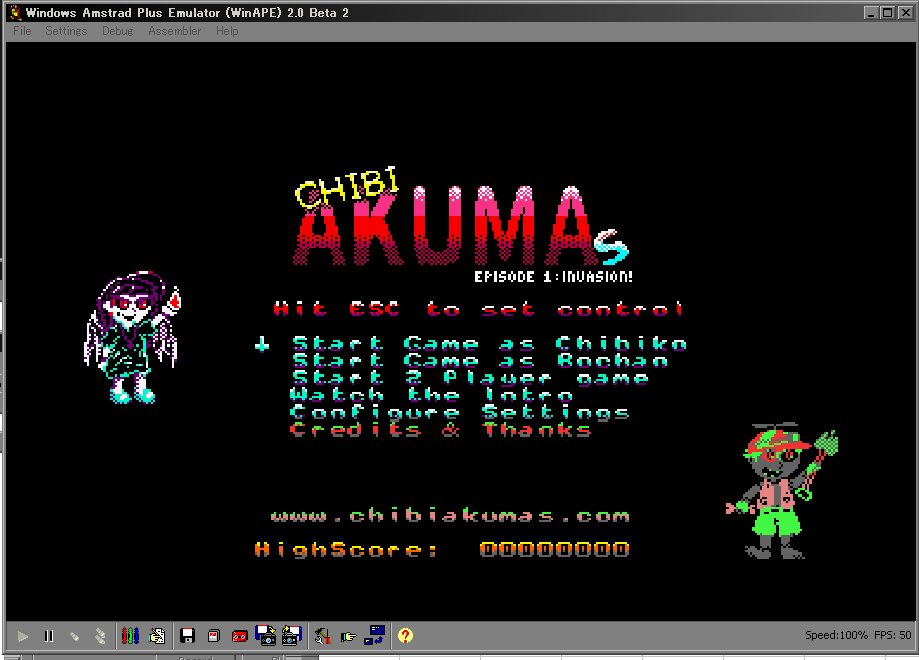 Windows Amstrad Plus Emulator (WinAPE) 2.0 Beta 2
File Settings Debug Assembler Help
CHIBI
AKUMAs
EPISODE 1:INVASION!
Hit ESC to set control
Start Game as Chibiko
Start Game as Bochan
Start 2 Player game
Watch the Intro
Configure Settings
Credits & Thanks
www.chibiakumas.com
HighScore: 00000000
Speed:100% FPS: 50